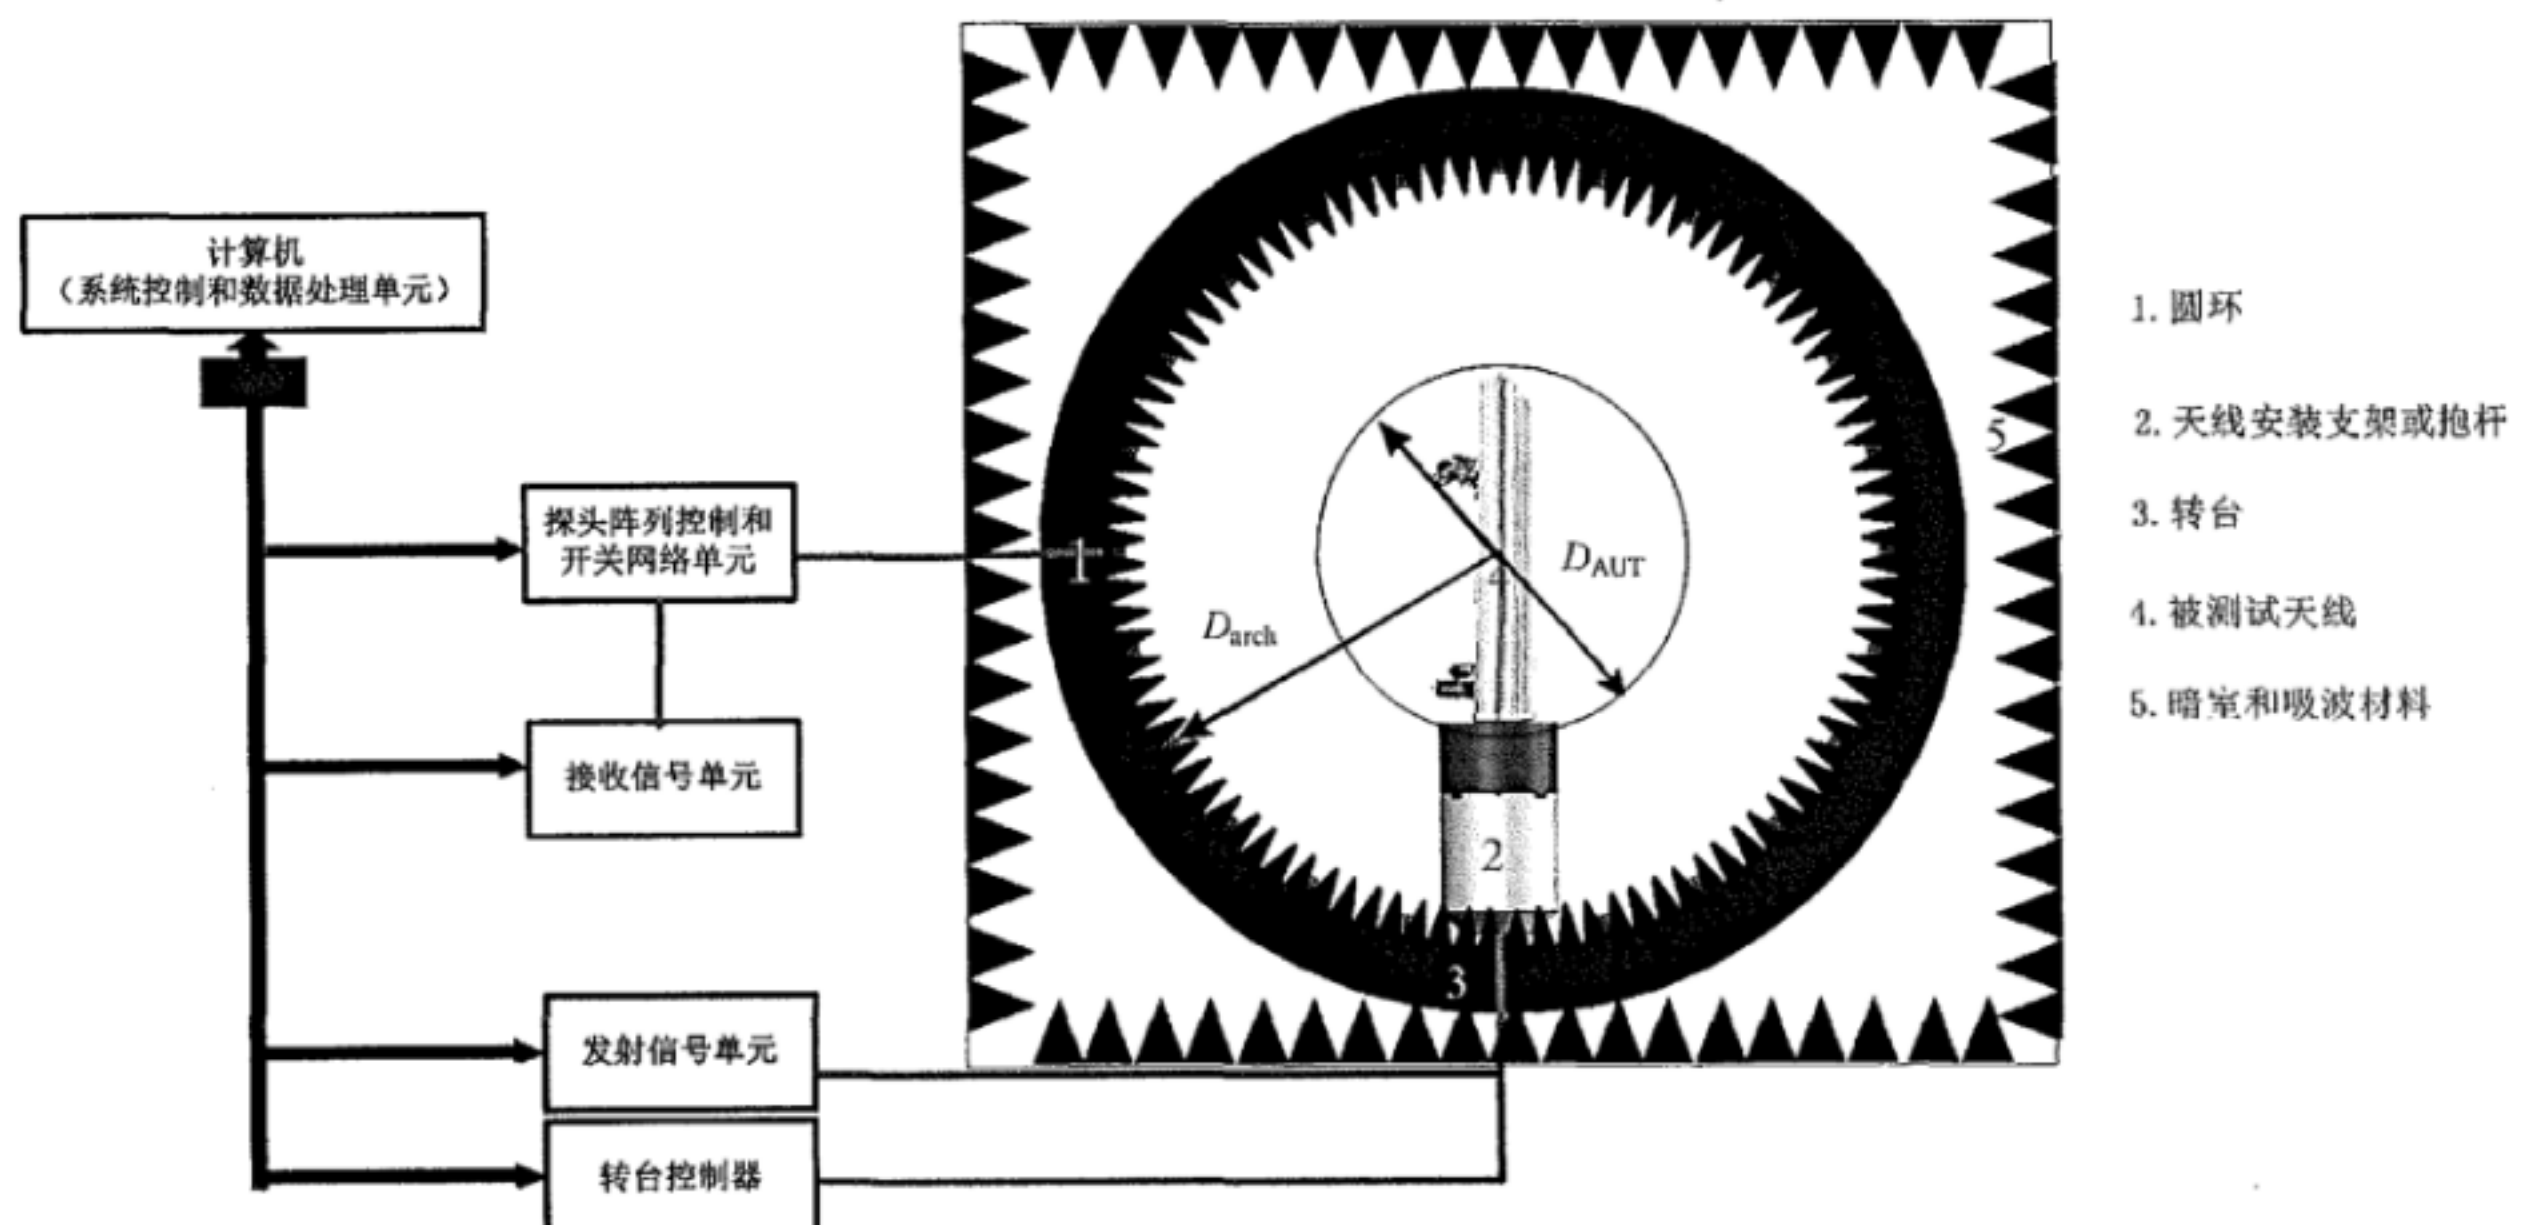 计算机
（系统控制和数据处理单元）
探头阵列控制和
开关网络单元
接收信号单元
发射信号单元
转台控制器
1
2
3
4
5
D_AUT
D_arch
1. 圆环
2. 天线安装支架或抱杆
3. 转台
4. 被测试天线
5. 暗室和吸波材料